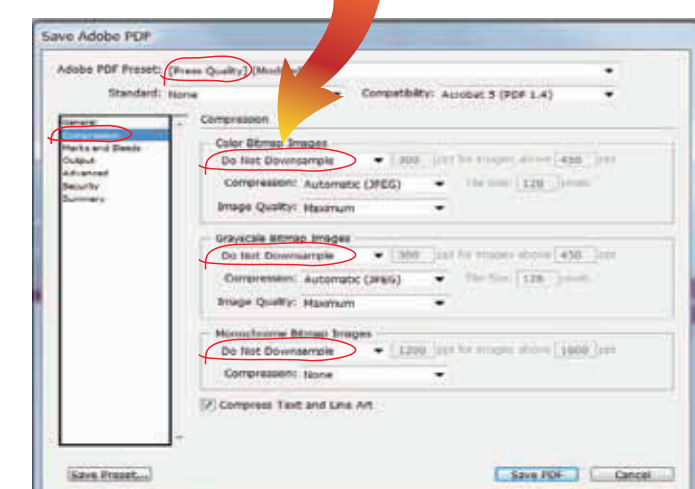 Save Adobe PDF
Adobe PDF Preset: [Press Quality]
Standard: None Compatibility: Acrobat 5 (PDF 1.4)
General
Compression
Marks and Bleeds
Output
Advanced
Security
Summary
Compression
Color Bitmap Images
Do Not Downsample 300 ppi for images above 450 ppi
Compression: Automatic (JPEG) Tile Size: 128 pixels
Image Quality: Maximum
Grayscale Bitmap Images
Do Not Downsample 300 ppi for images above 450 ppi
Compression: Automatic (JPEG) Tile Size: 128 pixels
Image Quality: Maximum
Monochrome Bitmap Images
Do Not Downsample 1200 ppi for images above 1800 ppi
Compression: None
Compress Text and Line Art
Save Preset... Save PDF Cancel